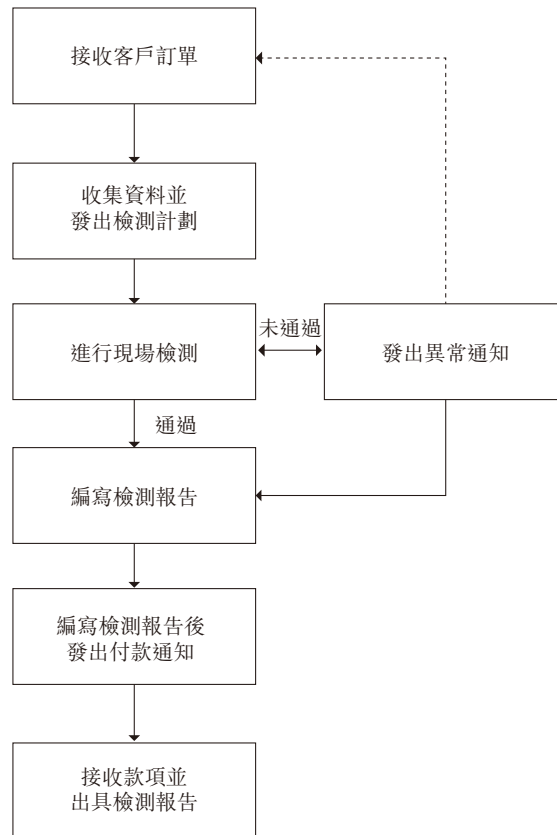 接收客戶訂單
收集資料並
發出檢測計劃
進行現場檢測
未通過
發出異常通知
通過
編寫檢測報告
編寫檢測報告後
發出付款通知
接收款項並
出具檢測報告